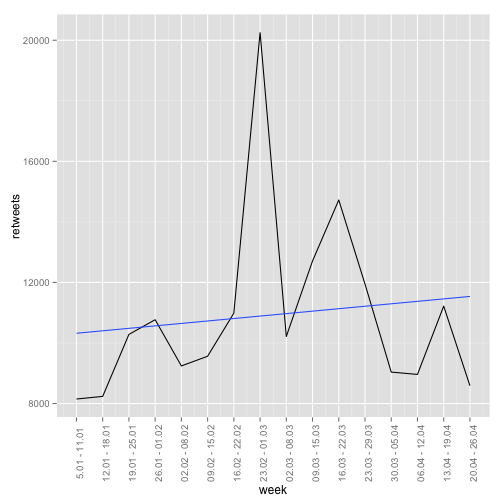 20000
16000
12000
8000
retweets
5.01 - 11.01
12.01 - 18.01
19.01 - 25.01
26.01 - 01.02
02.02 - 08.02
09.02 - 15.02
16.02 - 22.02
23.02 - 01.03
02.03 - 08.03
09.03 - 15.03
16.03 - 22.03
23.03 - 29.03
30.03 - 05.04
06.04 - 12.04
13.04 - 19.04
20.04 - 26.04
week